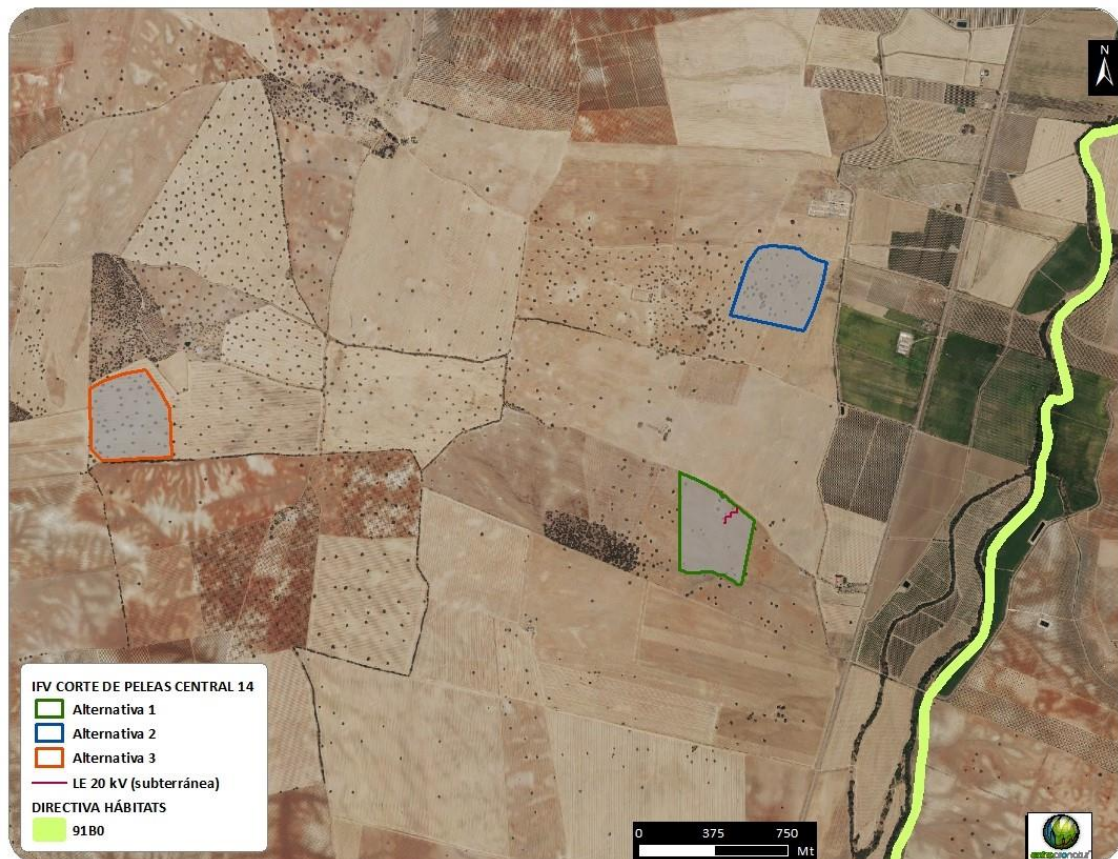 N
IFV CORTE DE PELEAS CENTRAL 14
Alternativa 1
Alternativa 2
Alternativa 3
LE 20 kV (subterránea)
DIRECTIVA HÁBITATS
91B0
0 375 750
Mt